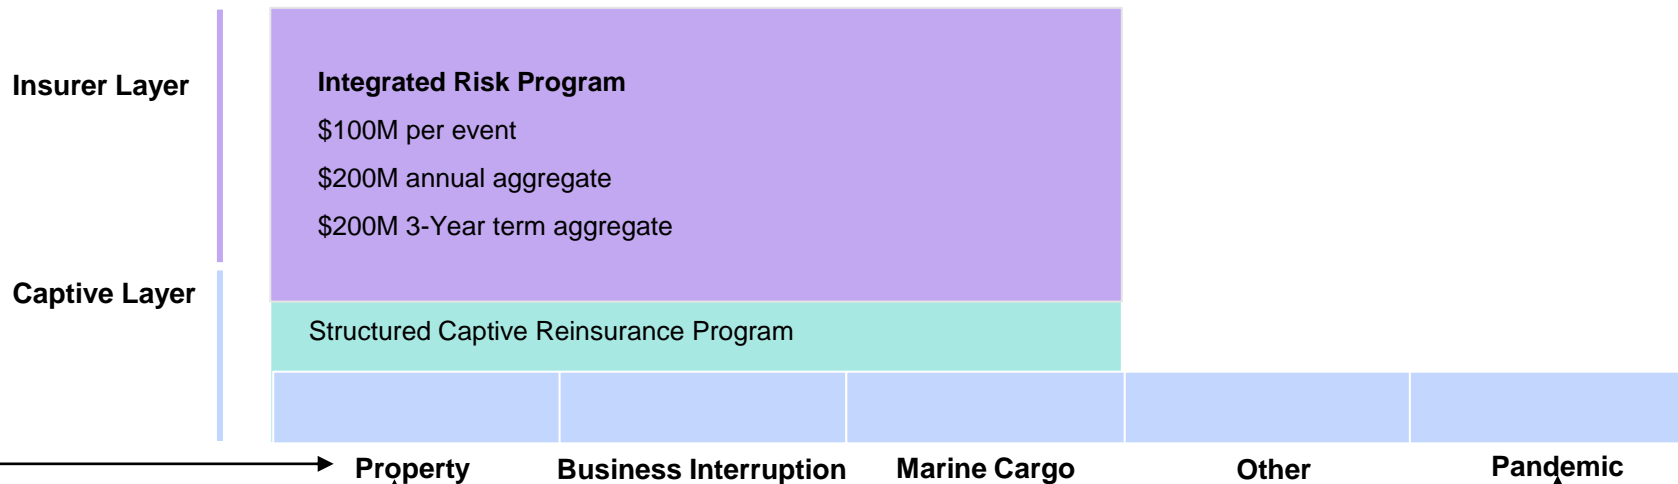 Insurer Layer
Integrated Risk Program
$100M per event
$200M annual aggregate
$200M 3-Year term aggregate
Captive Layer
Structured Captive Reinsurance Program
Property
Business Interruption
Marine Cargo
Other
Pandemic